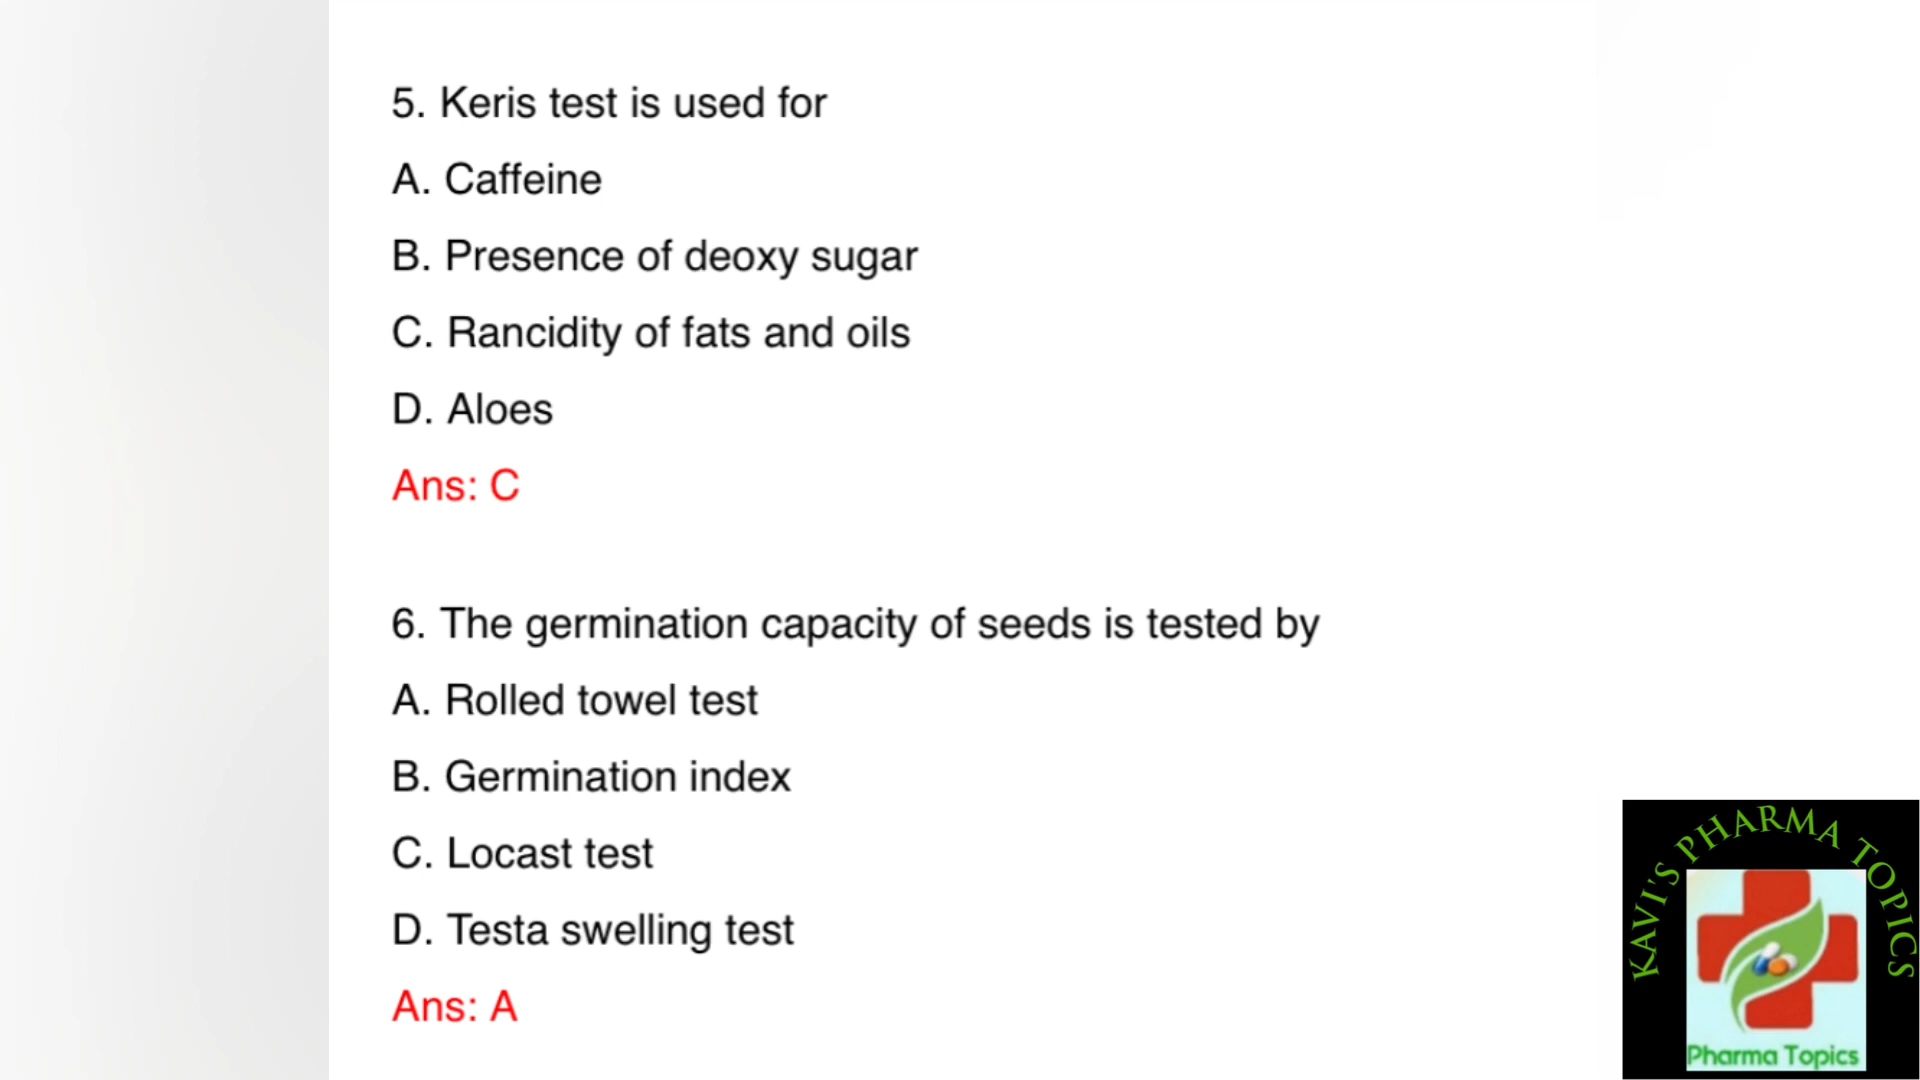 5. Keris test is used for
A. Caffeine
B. Presence of deoxy sugar
C. Rancidity of fats and oils
D. Aloes
Ans: C
6. The germination capacity of seeds is tested by
A. Rolled towel test
B. Germination index
C. Locast test
D. Testa swelling test
Ans: A
KAVI'S PHARMA TOPICS
Pharma Topics